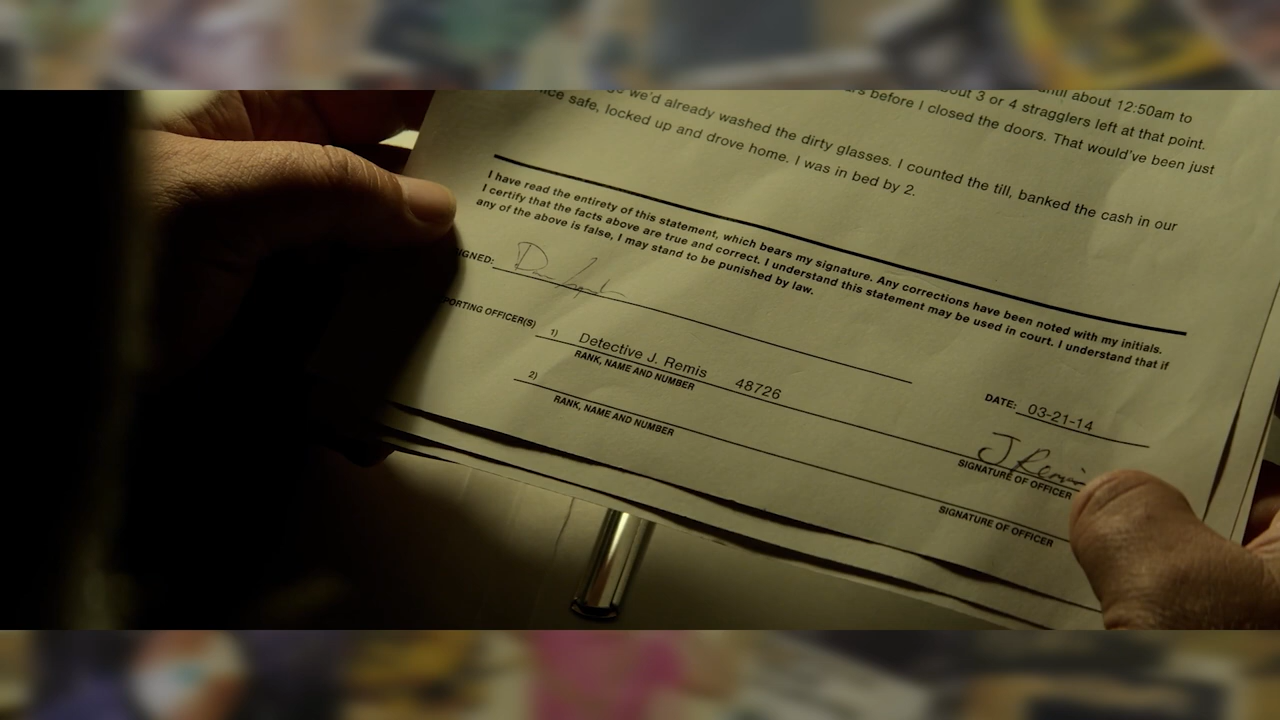 until about 12:50am to
about 3 or 4 stragglers left at that point.
before I closed the doors. That would've been just
we'd already washed the dirty glasses. I counted the till, banked the cash in our
safe, locked up and drove home. I was in bed by 2.
I have read the entirety of this statement, which bears my signature. Any corrections have been noted with my initials.
I certify that the facts above are true and correct. I understand this statement may be used in court. I understand that if
any of the above is false, I may stand to be punished by law.
IGNED:
DATE: 03-21-14
PORTING OFFICER(S)
1) Detective J. Remis 48726
J Remis
RANK, NAME AND NUMBER
SIGNATURE OF OFFICER
2)
RANK, NAME AND NUMBER
SIGNATURE OF OFFICER